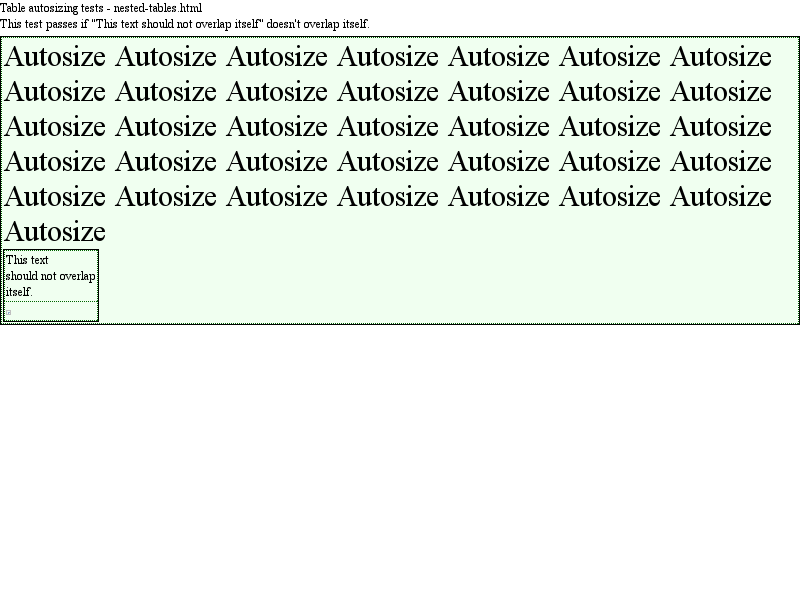 Table autosizing tests - nested-tables.html
This test passes if "This text should not overlap itself" doesn't overlap itself.
Autosize Autosize Autosize Autosize Autosize Autosize Autosize
Autosize Autosize Autosize Autosize Autosize Autosize Autosize
Autosize Autosize Autosize Autosize Autosize Autosize Autosize
Autosize Autosize Autosize Autosize Autosize Autosize Autosize
Autosize Autosize Autosize Autosize Autosize Autosize Autosize
Autosize
This text
should not overlap
itself.